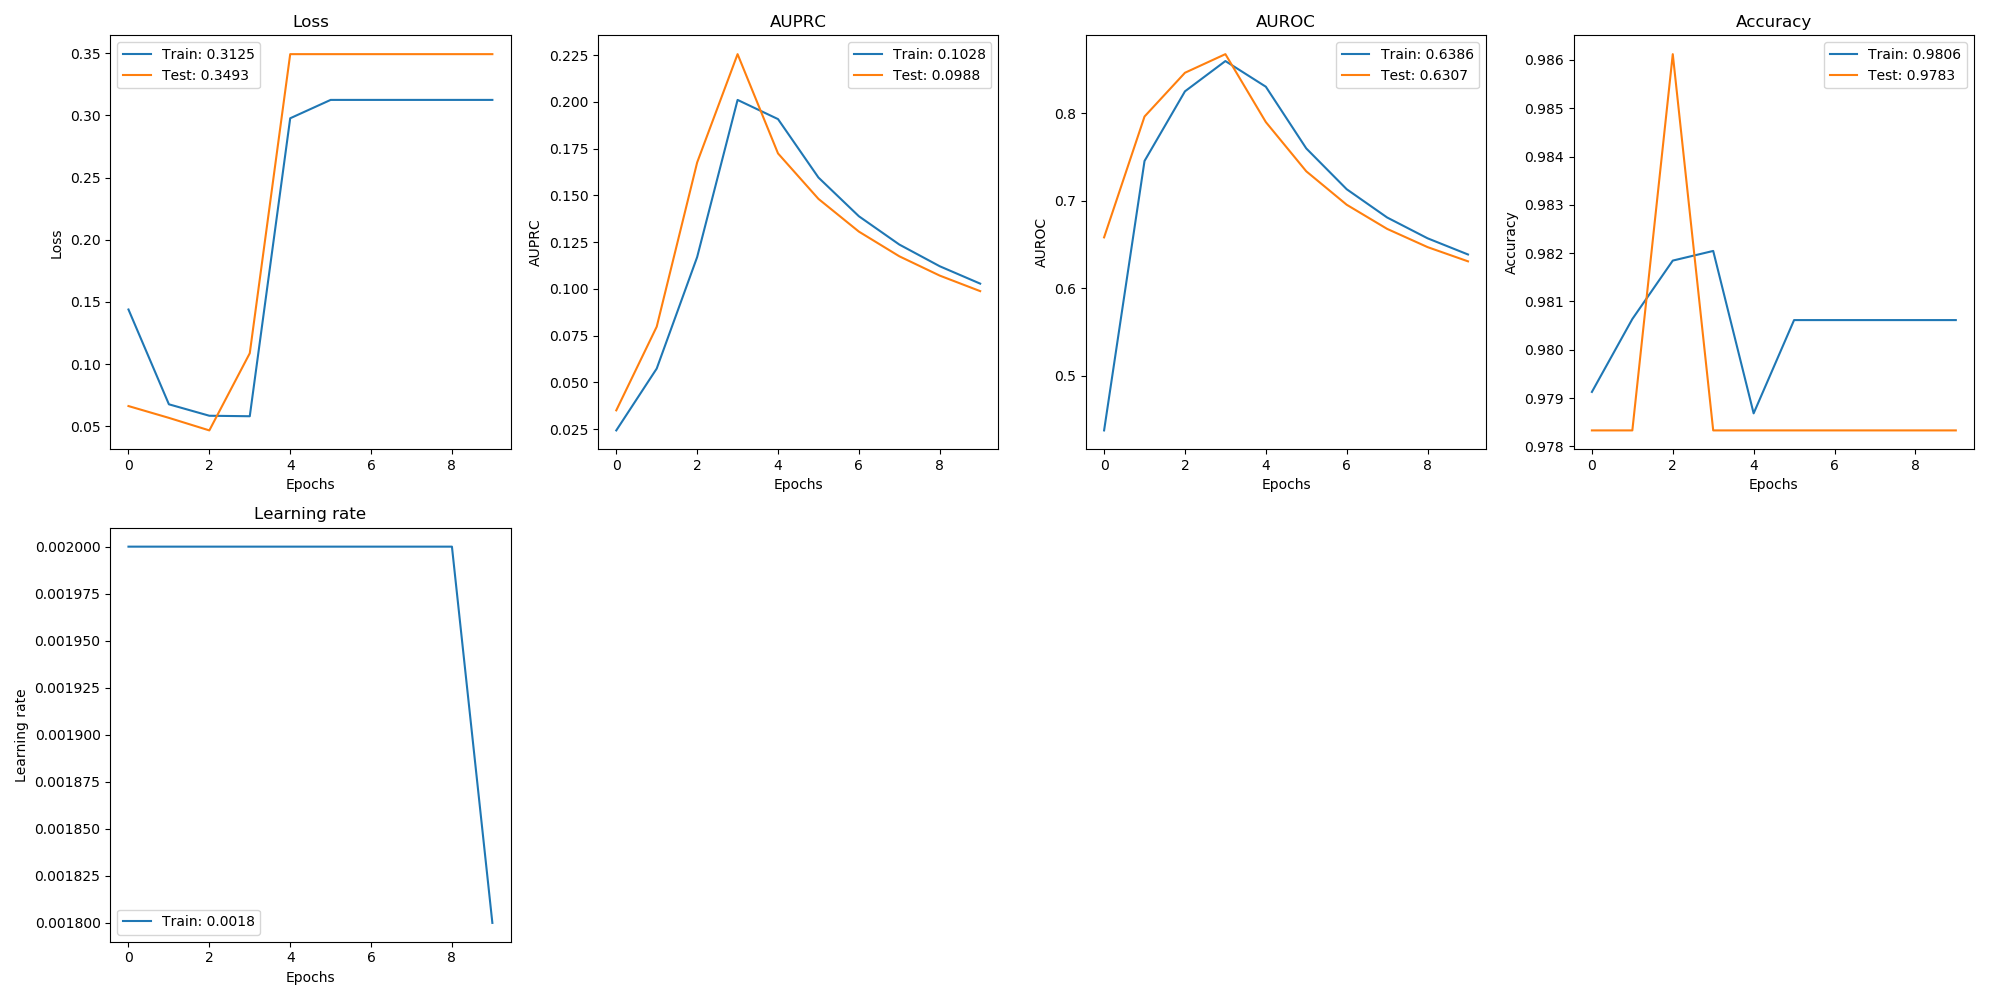 Loss
Train: 0.3125
Test: 0.3493
0.35
0.30
0.25
0.20
0.15
0.10
0.05
Loss
0 2 4 6 8
Epochs
AUPRC
Train: 0.1028
Test: 0.0988
0.225
0.200
0.175
0.150
0.125
0.100
0.075
0.050
0.025
AUPRC
0 2 4 6 8
Epochs
AUROC
Train: 0.6386
Test: 0.6307
0.8
0.7
0.6
0.5
AUROC
0 2 4 6 8
Epochs
Accuracy
Train: 0.9806
Test: 0.9783
0.986
0.985
0.984
0.983
0.982
0.981
0.980
0.979
0.978
Accuracy
0 2 4 6 8
Epochs
Learning rate
0.002000
0.001975
0.001950
0.001925
0.001900
0.001875
0.001850
0.001825
0.001800
Learning rate
Train: 0.0018
0 2 4 6 8
Epochs